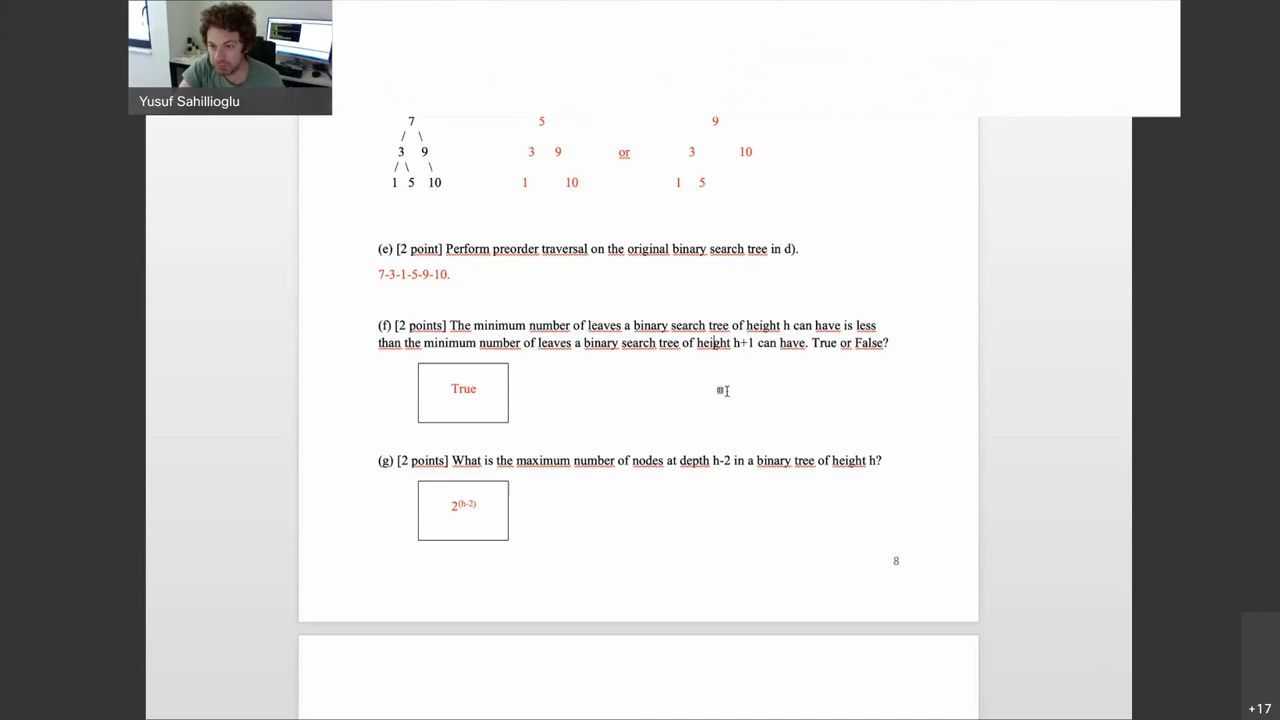 Yusuf Sahillioglu
7 5 9
/ \
3 9 3 9 or 3 10
/ \ \
1 5 10 1 10 1 5
(e) [2 point] Perform preorder traversal on the original binary search tree in d).
7-3-1-5-9-10.
(f) [2 points] The minimum number of leaves a binary search tree of height h can have is less
than the minimum number of leaves a binary search tree of height h+1 can have. True or False?
True
(g) [2 points] What is the maximum number of nodes at depth h-2 in a binary tree of height h?
2^(h-2)
8
+17